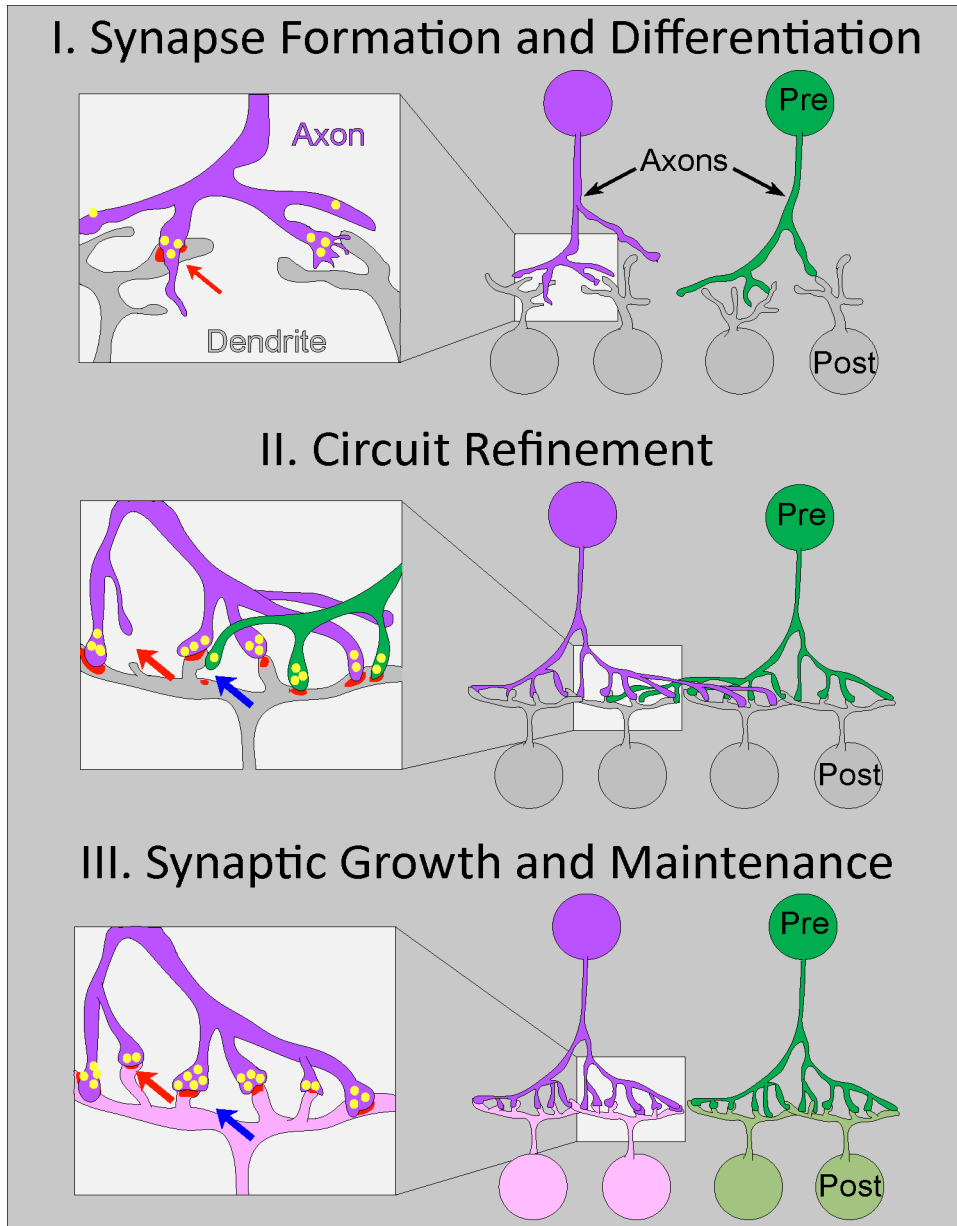 I. Synapse Formation and Differentiation
Axon
Pre
Axons
Dendrite
Post
II. Circuit Refinement
Pre
Post
III. Synaptic Growth and Maintenance
Pre
Post